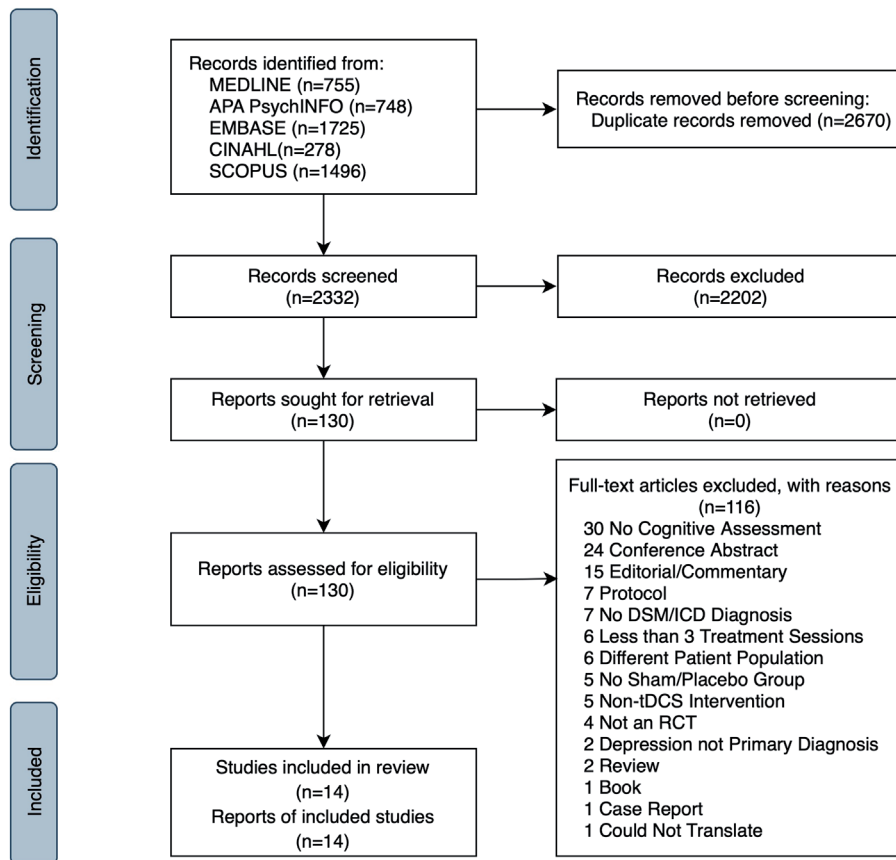 Identification
Records identified from:
MEDLINE (n=755)
APA PsychINFO (n=748)
EMBASE (n=1725)
CINAHL(n=278)
SCOPUS (n=1496)
Records removed before screening:
Duplicate records removed (n=2670)
Screening
Records screened
(n=2332)
Records excluded
(n=2202)
Reports sought for retrieval
(n=130)
Reports not retrieved
(n=0)
Eligibility
Reports assessed for eligibility
(n=130)
Full-text articles excluded, with reasons
(n=116)
30 No Cognitive Assessment
24 Conference Abstract
15 Editorial/Commentary
7 Protocol
7 No DSM/ICD Diagnosis
6 Less than 3 Treatment Sessions
6 Different Patient Population
5 No Sham/Placebo Group
5 Non-tDCS Intervention
4 Not an RCT
2 Depression not Primary Diagnosis
2 Review
1 Book
1 Case Report
1 Could Not Translate
Included
Studies included in review
(n=14)
Reports of included studies
(n=14)